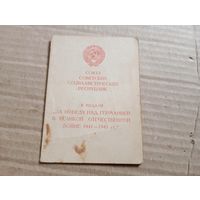 СОЮЗ
СОВЕТСКИХ
СОЦИАЛИСТИЧЕСКИХ
РЕСПУБЛИК
К МЕДАЛИ
„ЗА ПОБЕДУ НАД ГЕРМАНИЕЙ
В ВЕЛИКОЙ ОТЕЧЕСТВЕННОЙ
ВОЙНЕ 1941–1945 гг."